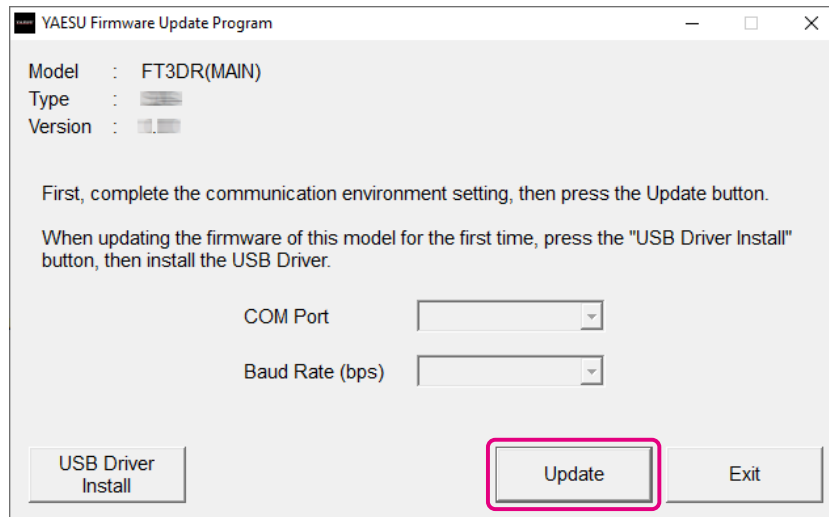 YAESU Firmware Update Program
Model : FT3DR(MAIN)
Type :
Version :
First, complete the communication environment setting, then press the Update button.
When updating the firmware of this model for the first time, press the "USB Driver Install"
button, then install the USB Driver.
COM Port
Baud Rate (bps)
USB Driver
Install
Update
Exit